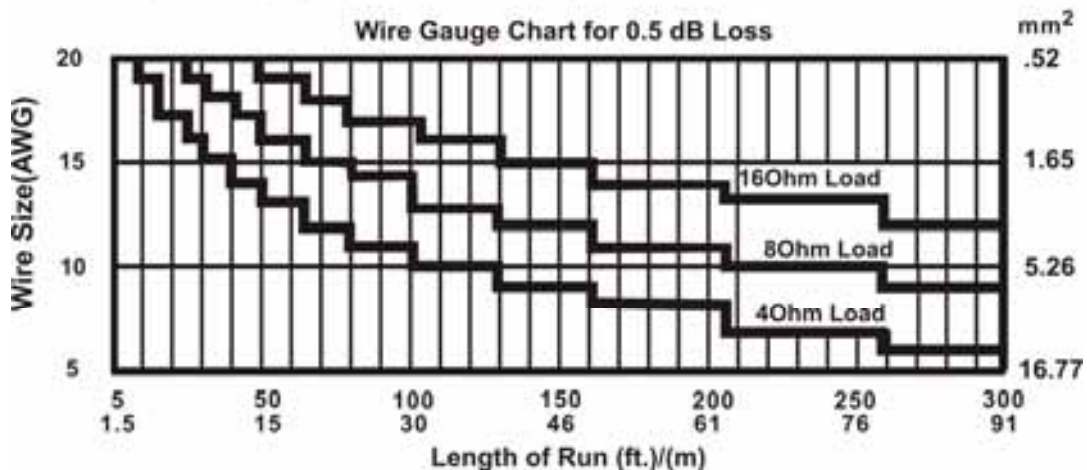 Wire Gauge Chart for 0.5 dB Loss
mm2
Wire Size(AWG)
20
15
10
5
.52
1.65
5.26
16.77
16Ohm Load
8Ohm Load
4Ohm Load
5 50 100 150 200 250 300
1.5 15 30 46 61 76 91
Length of Run (ft.)/(m)